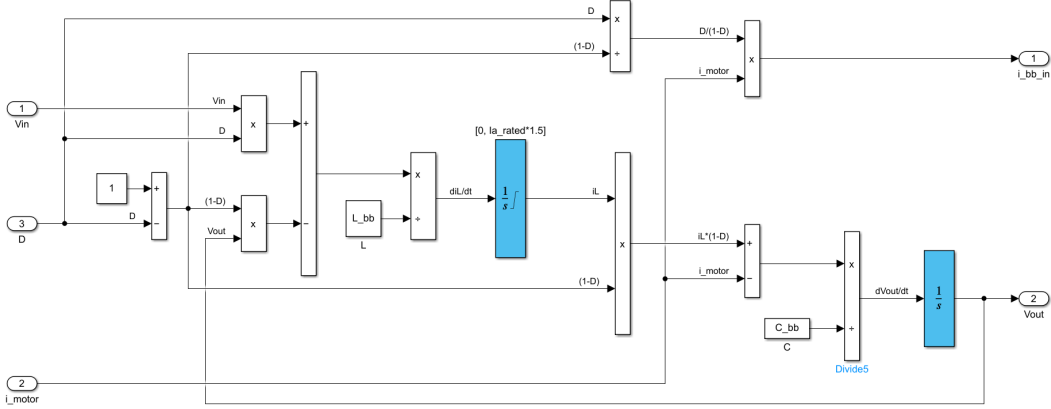 D
x
(1-D)
÷
D/(1-D)
i_motor
x
1
i_bb_in
1
Vin
Vin
D
x
+
−
[0, Ia_rated*1.5]
1
+
−
D
3
D
(1-D)
Vout
x
x
÷
L_bb
L
diL/dt
1
s
iL
(1-D)
x
iL*(1-D)
i_motor
+
−
x
÷
C_bb
C
Divide5
dVout/dt
1
s
2
Vout
2
i_motor